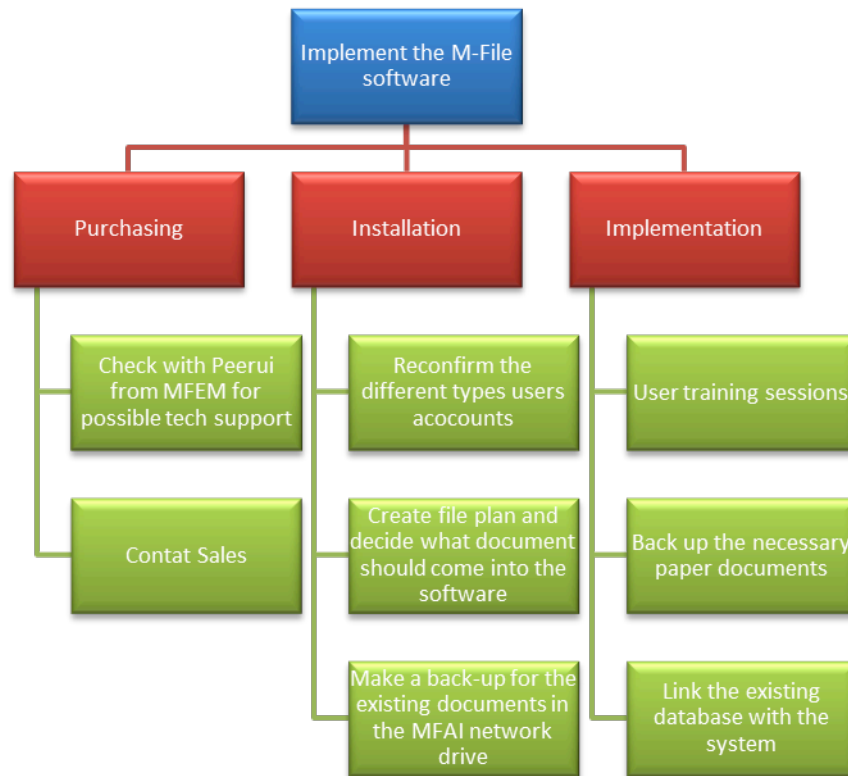 Implement the M-File
software
Purchasing
Installation
Implementation
Check with Peerui
from MFEM for
possible tech support
Contat Sales
Reconfirm the
different types users
acocounts
Create file plan and
decide what document
should come into the
software
Make a back-up for the
existing documents in
the MFAI network
drive
User training sessions
Back up the necessary
paper documents
Link the existing
database with the
system